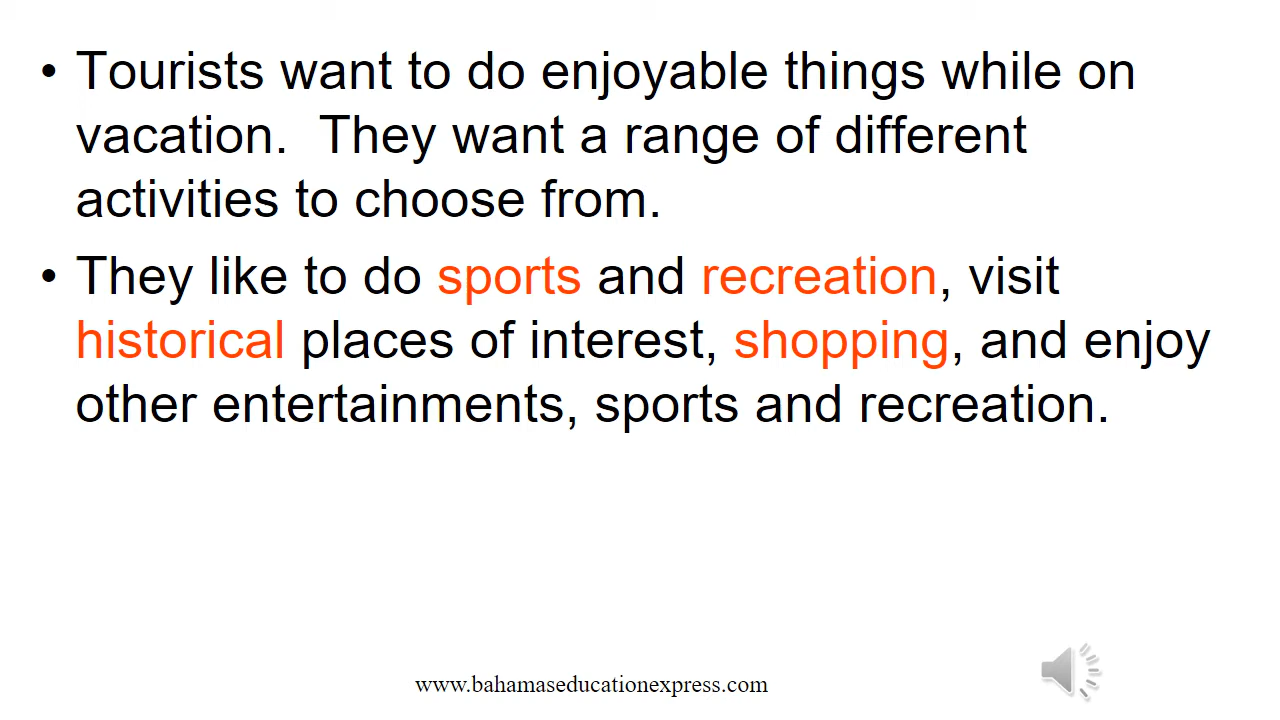 • Tourists want to do enjoyable things while on
vacation.  They want a range of different
activities to choose from.
• They like to do sports and recreation, visit
historical places of interest, shopping, and enjoy
other entertainments, sports and recreation.
www.bahamaseducationexpress.com